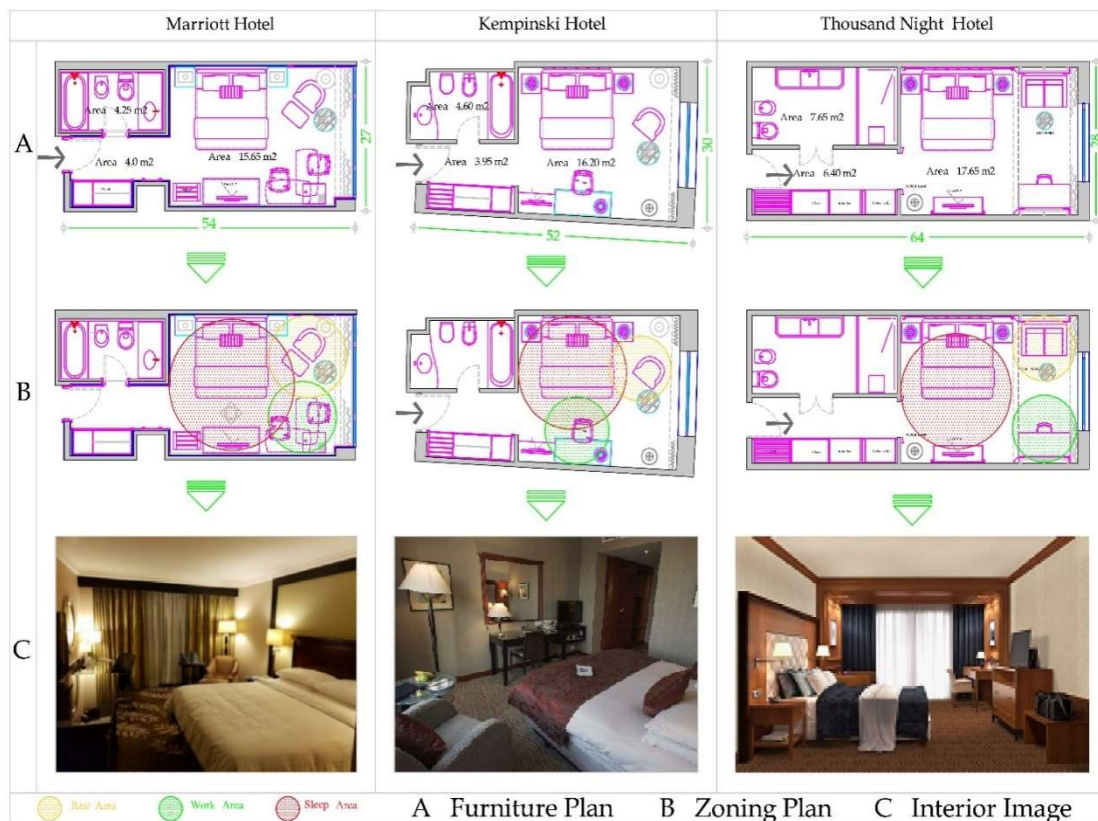 Marriott Hotel
Kempinski Hotel
Thousand Night Hotel
A
Area 4.25 m2
Area 4.0 m2
Area 15.65 m2
27
54
Area 4.60 m2
Area 3.95 m2
Area 16.20 m2
30
52
Area 7.65 m2
Area 6.40 m2
Area 17.65 m2
28
64
B
C
Rest Area
Work Area
Sleep Area
A Furniture Plan
B Zoning Plan
C Interior Image